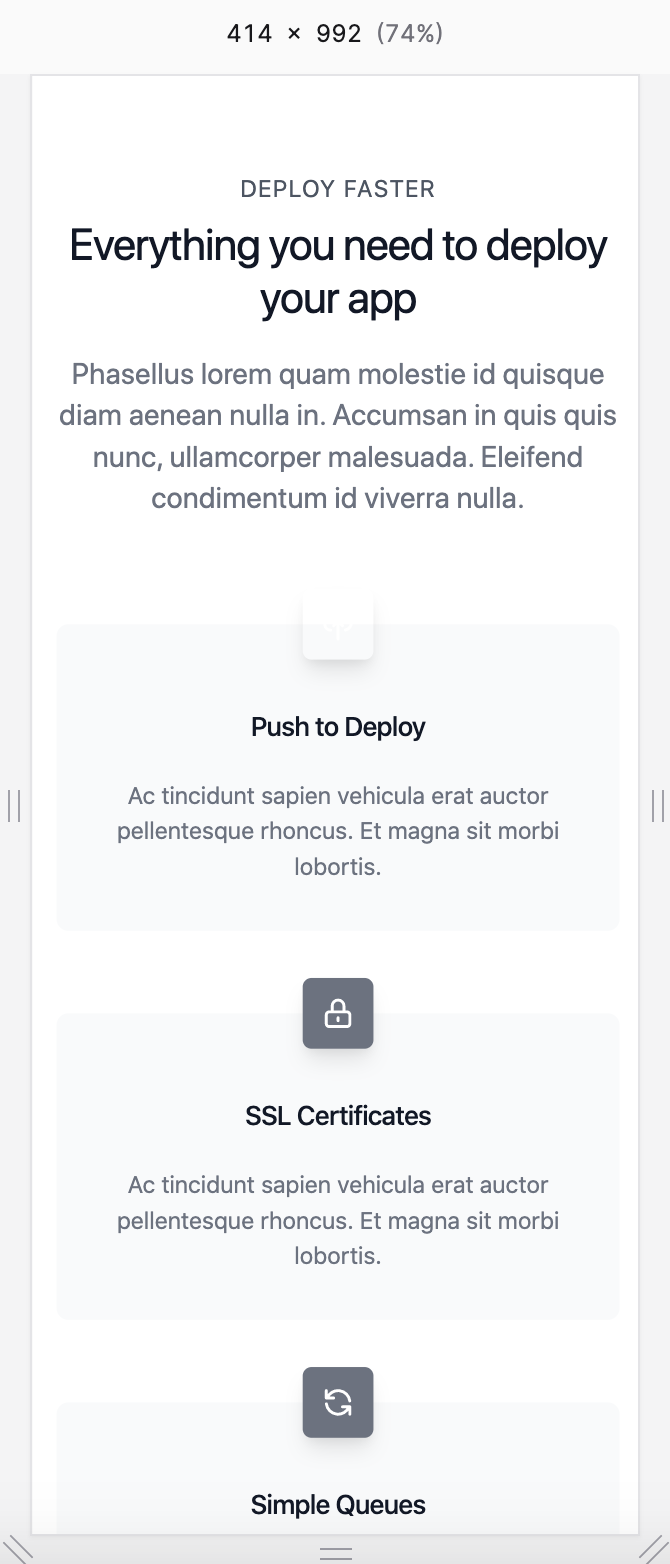 414 × 992 (74%)
DEPLOY FASTER
Everything you need to deploy
your app
Phasellus lorem quam molestie id quisque
diam aenean nulla in. Accumsan in quis quis
nunc, ullamcorper malesuada. Eleifend
condimentum id viverra nulla.
Push to Deploy
Ac tincidunt sapien vehicula erat auctor
pellentesque rhoncus. Et magna sit morbi
lobortis.
SSL Certificates
Ac tincidunt sapien vehicula erat auctor
pellentesque rhoncus. Et magna sit morbi
lobortis.
Simple Queues